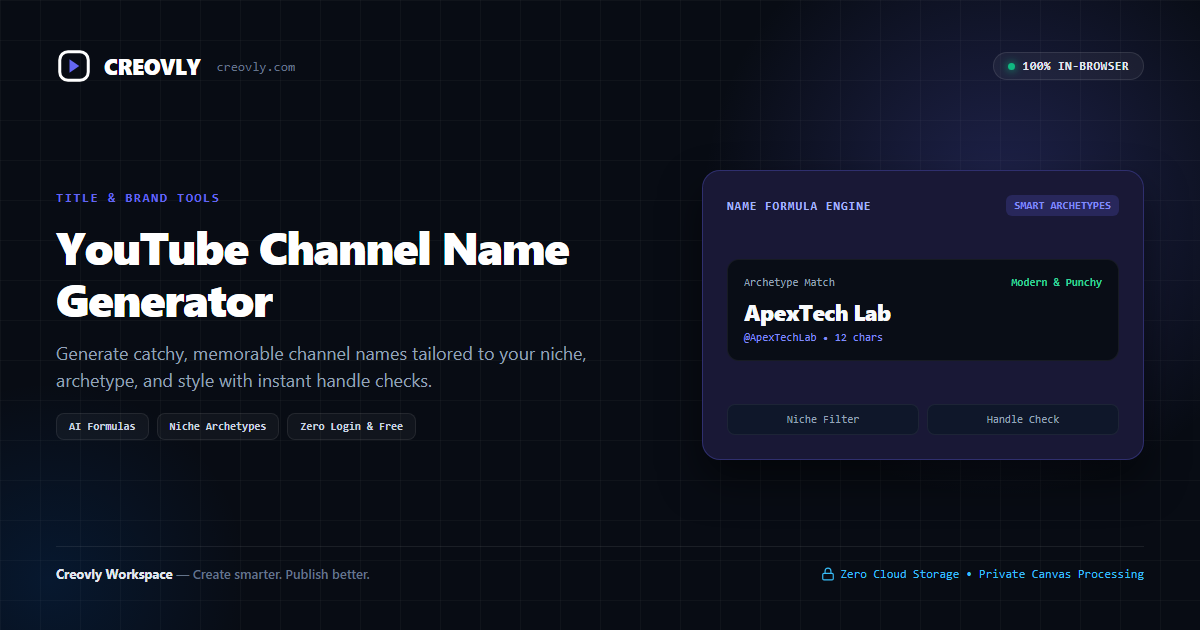 CREOVLY creovly.com
100% IN-BROWSER
TITLE & BRAND TOOLS
YouTube Channel Name
Generator
Generate catchy, memorable channel names tailored to your niche,
archetype, and style with instant handle checks.
AI Formulas
Niche Archetypes
Zero Login & Free
NAME FORMULA ENGINE
SMART ARCHETYPES
Archetype Match
Modern & Punchy
ApexTech Lab
@ApexTechLab • 12 chars
Niche Filter
Handle Check
Creovly Workspace — Create smarter. Publish better.
Zero Cloud Storage • Private Canvas Processing